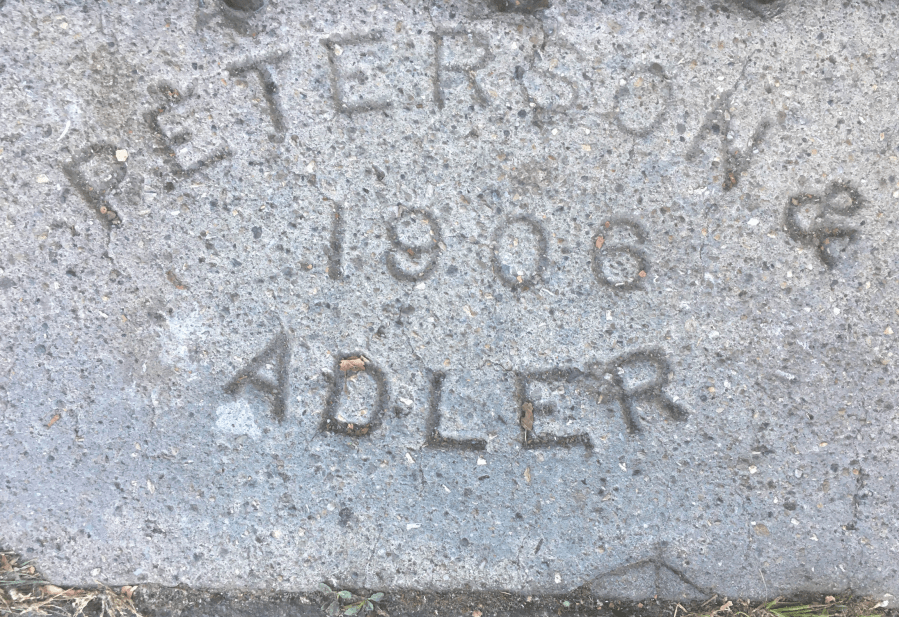 PETERSON &
1906
ADLER